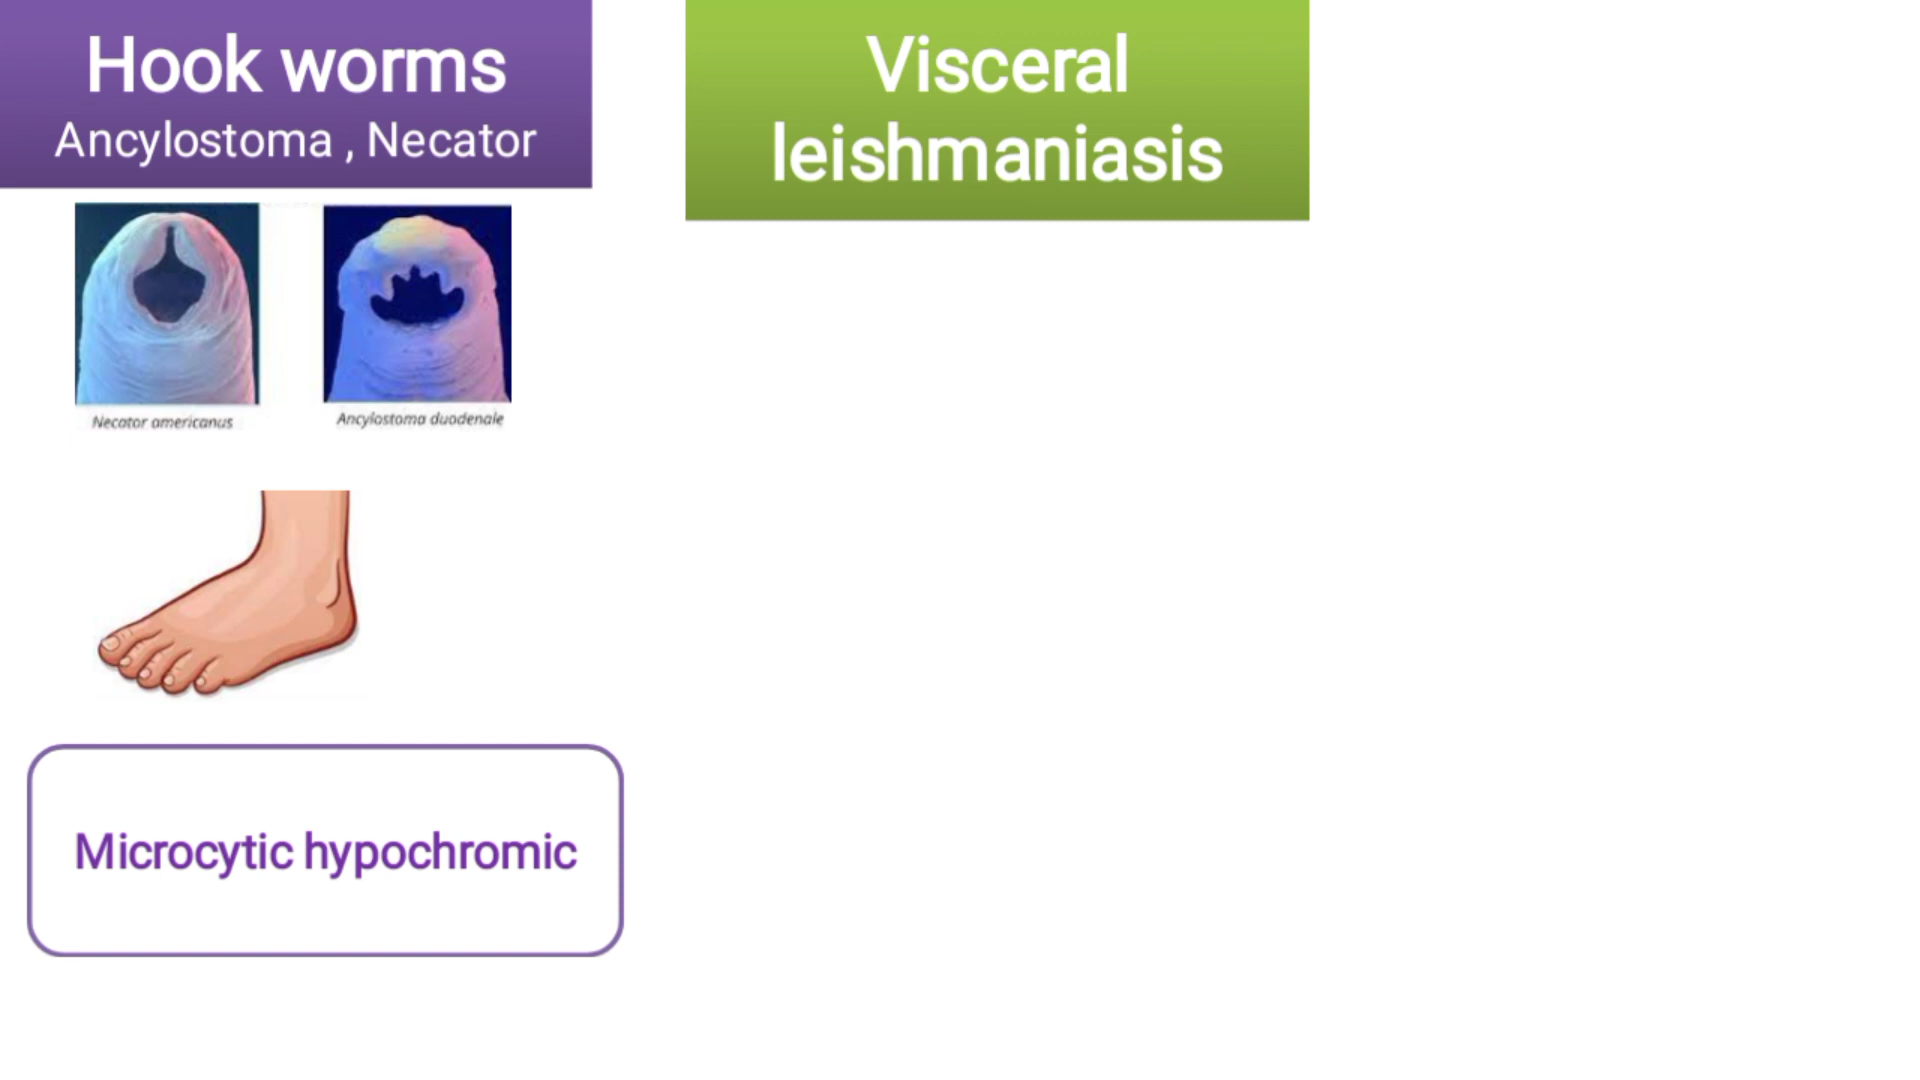 Hook worms
Ancylostoma , Necator
Necator americanus
Ancylostoma duodenale
Microcytic hypochromic
Visceral
leishmaniasis